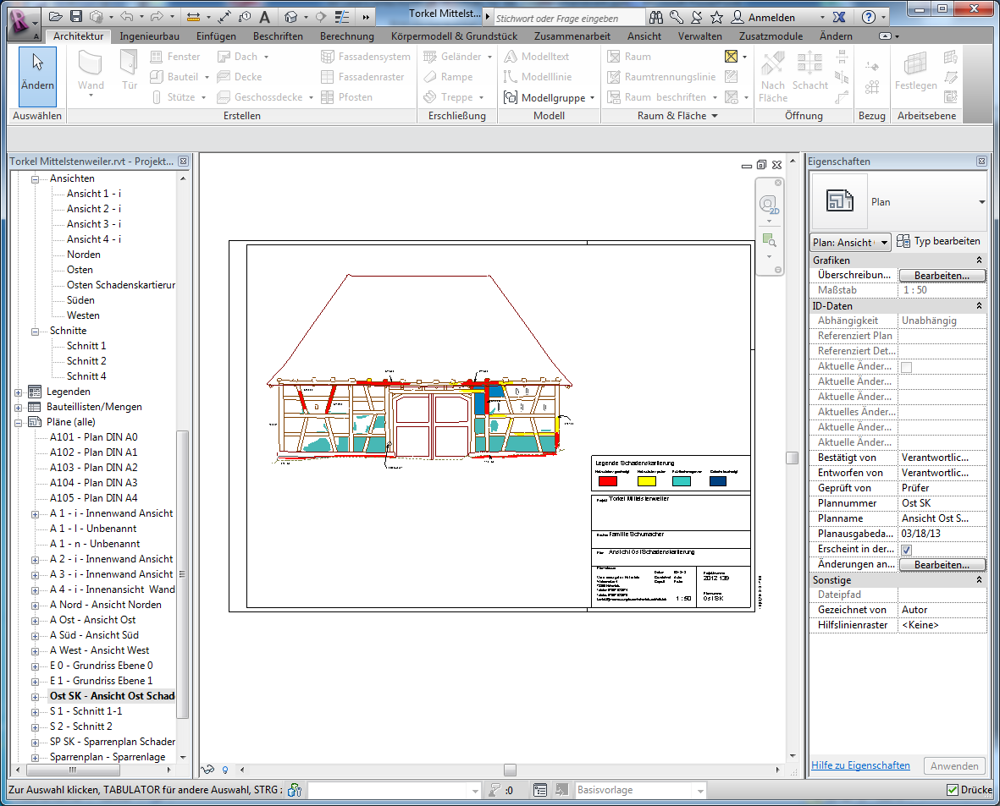 Torkel Mittelst...
Stichwort oder Frage eingeben
Anmelden
Architektur Ingenieurbau Einfügen Beschriften Berechnung Körpermodell & Grundstück Zusammenarbeit Ansicht Verwalten Zusatzmodule Ändern
Ändern
Wand
Tür
Fenster
Bauteil
Stütze
Dach
Decke
Geschossdecke
Fassadensystem
Fassadenraster
Pfosten
Geländer
Rampe
Treppe
Modelltext
Modelllinie
Modellgruppe
Raum
Raumtrennungslinie
Raum beschriften
Nach
Fläche
Schacht
Festlegen
Auswählen Erstellen Erschließung Modell Raum & Fläche Öffnung Bezug Arbeitsebene
Torkel Mittelstenweiler.rvt - Projekt...
Ansichten
Ansicht 1 - i
Ansicht 2 - i
Ansicht 3 - i
Ansicht 4 - i
Norden
Osten
Osten Schadenskartierur
Süden
Westen
Schnitte
Schnitt 1
Schnitt 2
Schnitt 4
Legenden
Bauteillisten/Mengen
Pläne (alle)
A101 - Plan DIN A0
A102 - Plan DIN A1
A103 - Plan DIN A2
A104 - Plan DIN A3
A105 - Plan DIN A4
A 1 - i - Innenwand Ansicht
A 1 - l - Unbenannt
A 1 - n - Unbenannt
A 2 - i - Innenwand Ansicht
A 3 - i - Innenwand Ansicht
A 4 - i - Innenansicht Wand
A Nord - Ansicht Norden
A Ost - Ansicht Ost
A Süd - Ansicht Süd
A West - Ansicht West
E 0 - Grundriss Ebene 0
E 1 - Grundriss Ebene 1
Ost SK - Ansicht Ost Schad
S 1 - Schnitt 1-1
S 2 - Schnitt 2
SP SK - Sparrenplan Schader
Sparrenplan - Sparrenlage
2D
Legende Schadenskartierung
Projekt Torkel Mittelstenweiler
Familie Schumacher
Plan Ansicht Ost Schadenskartierung
2012 139
1 : 50
Ost SK
Eigenschaften
Plan
Plan: Ansicht
Typ bearbeiten
Grafiken
Überschreibun... Bearbeiten...
Maßstab 1 : 50
ID-Daten
Abhängigkeit Unabhängig
Referenziert Plan
Referenziert Det...
Aktuelle Änder...
Aktuelle Änder...
Aktuelle Änder...
Aktuelles Änder...
Aktuelle Änder...
Aktuelle Änder...
Bestätigt von Verantwortlic...
Entworfen von Verantwortlic...
Geprüft von Prüfer
Plannummer Ost SK
Planname Ansicht Ost S...
Planausgabeda... 03/18/13
Erscheint in der...
Änderungen an... Bearbeiten...
Sonstige
Dateipfad
Gezeichnet von Autor
Hilfslinienraster <Keine>
Hilfe zu Eigenschaften Anwenden
Zur Auswahl klicken, TABULATOR für andere Auswahl, STRG : :0 Basisvorlage Drücke